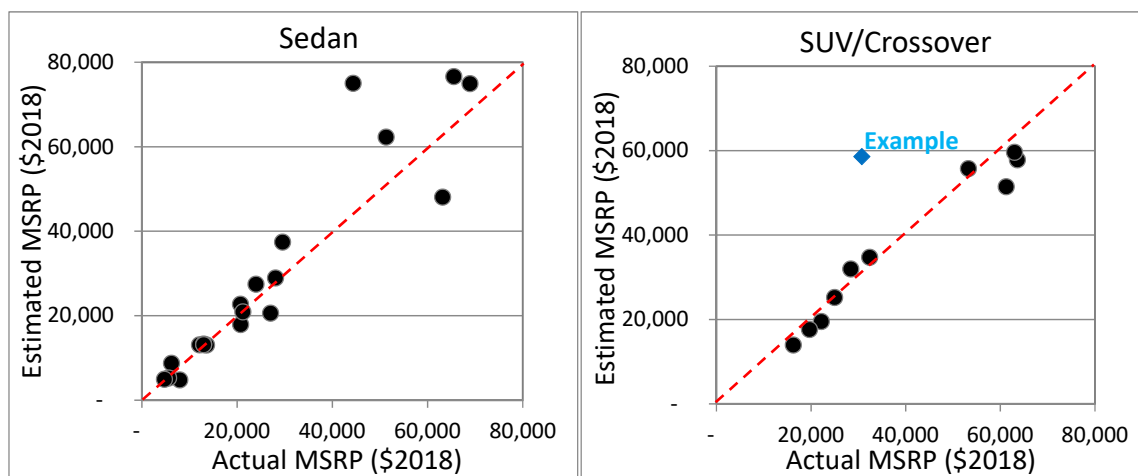 Sedan
Estimated MSRP ($2018)
80,000
60,000
40,000
20,000
-
- 20,000 40,000 60,000 80,000
Actual MSRP ($2018)
SUV/Crossover
Estimated MSRP ($2018)
80,000
60,000
40,000
20,000
-
Example
- 20,000 40,000 60,000 80,000
Actual MSRP ($2018)